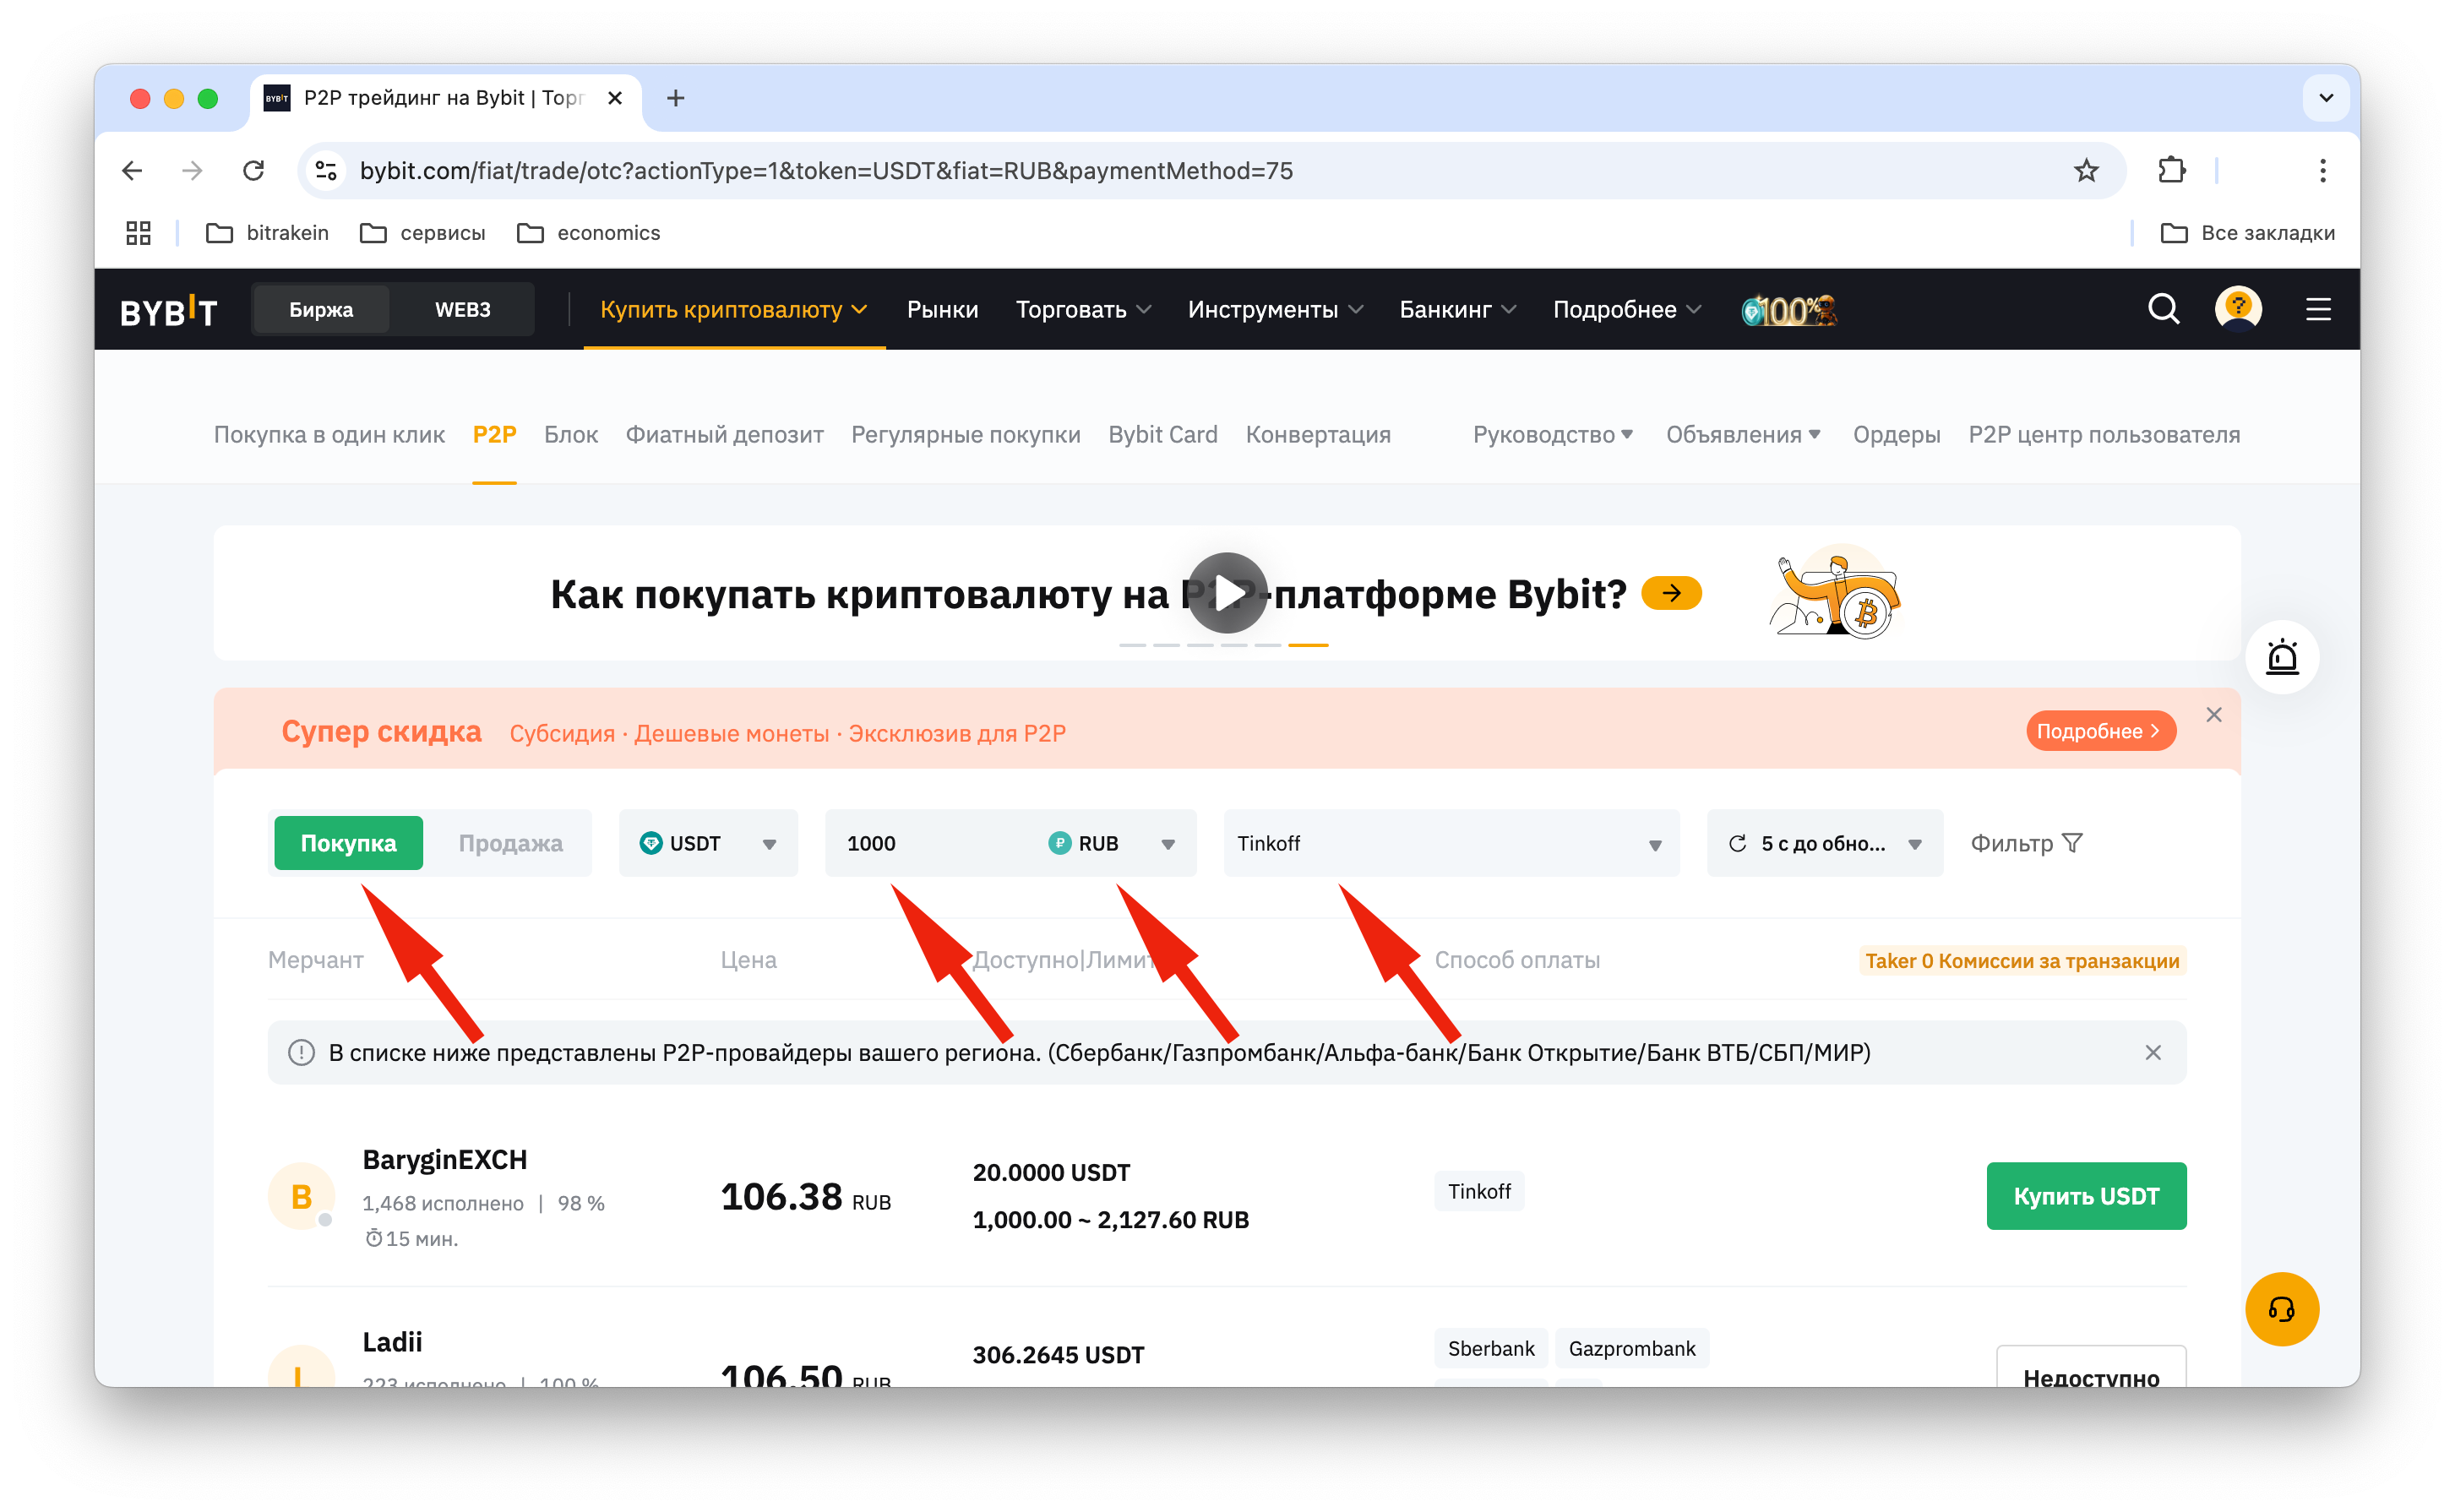 BYBIT P2P трейдинг на Bybit | Торг
bybit.com/fiat/trade/otc?actionType=1&token=USDT&fiat=RUB&paymentMethod=75
bitrakein сервисы economics Все закладки
BYBIT Биржа WEB3 Купить криптовалюту Рынки Торговать Инструменты Банкинг Подробнее 100%
Покупка в один клик P2P Блок Фиатный депозит Регулярные покупки Bybit Card Конвертация Руководство Объявления Ордеры P2P центр пользователя
Как покупать криптовалюту на P2P-платформе Bybit?
Супер скидка Субсидия · Дешевые монеты · Эксклюзив для P2P Подробнее
Покупка Продажа USDT 1000 RUB Tinkoff 5 с до обно... Фильтр
Мерчант Цена Доступно|Лимит Способ оплаты Taker 0 Комиссии за транзакции
В списке ниже представлены P2P-провайдеры вашего региона. (Сбербанк/Газпромбанк/Альфа-банк/Банк Открытие/Банк ВТБ/СБП/МИР)
B BaryginEXCH
1,468 исполнено | 98 %
15 мин.
106.38 RUB
20.0000 USDT
1,000.00 ~ 2,127.60 RUB
Tinkoff
Купить USDT
L Ladii
223 исполнено | 100 %
106.50 RUB
306.2645 USDT
Sberbank Gazprombank
Недоступно